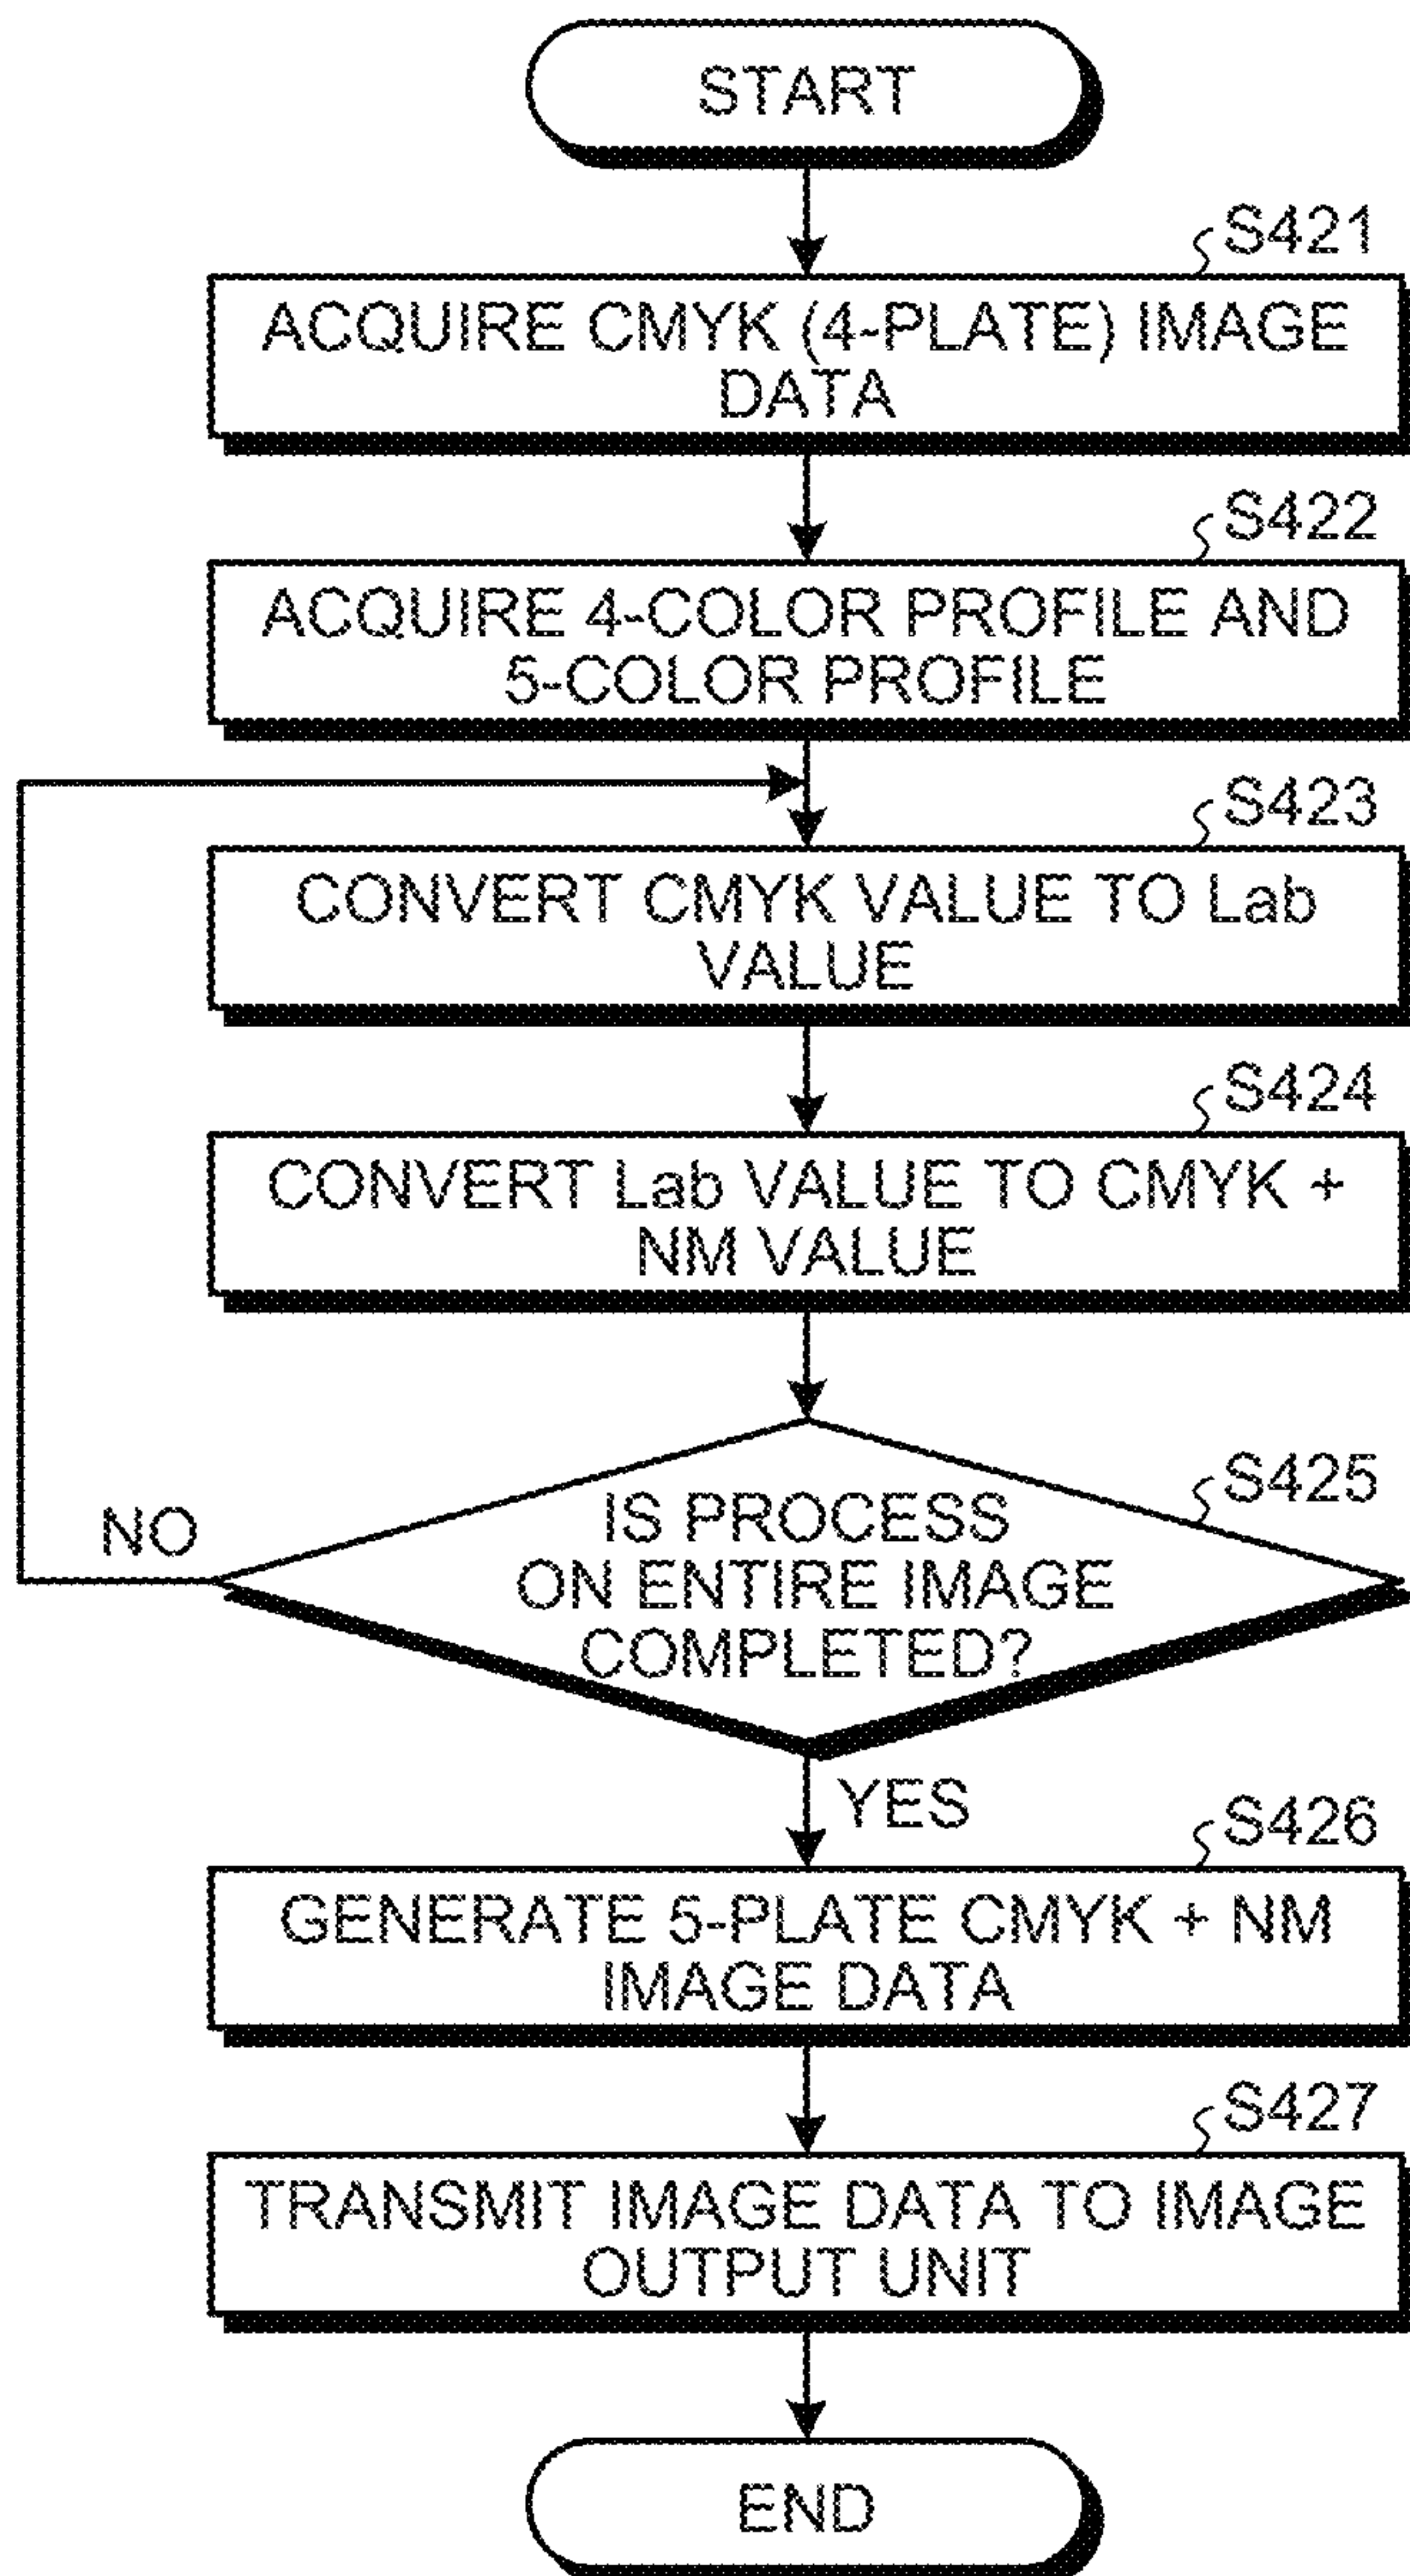 START
S421
ACQUIRE CMYK (4-PLATE) IMAGE
DATA
S422
ACQUIRE 4-COLOR PROFILE AND
5-COLOR PROFILE
S423
CONVERT CMYK VALUE TO Lab
VALUE
S424
CONVERT Lab VALUE TO CMYK +
NM VALUE
S425
IS PROCESS
ON ENTIRE IMAGE
COMPLETED?
NO
YES
S426
GENERATE 5-PLATE CMYK + NM
IMAGE DATA
S427
TRANSMIT IMAGE DATA TO IMAGE
OUTPUT UNIT
END